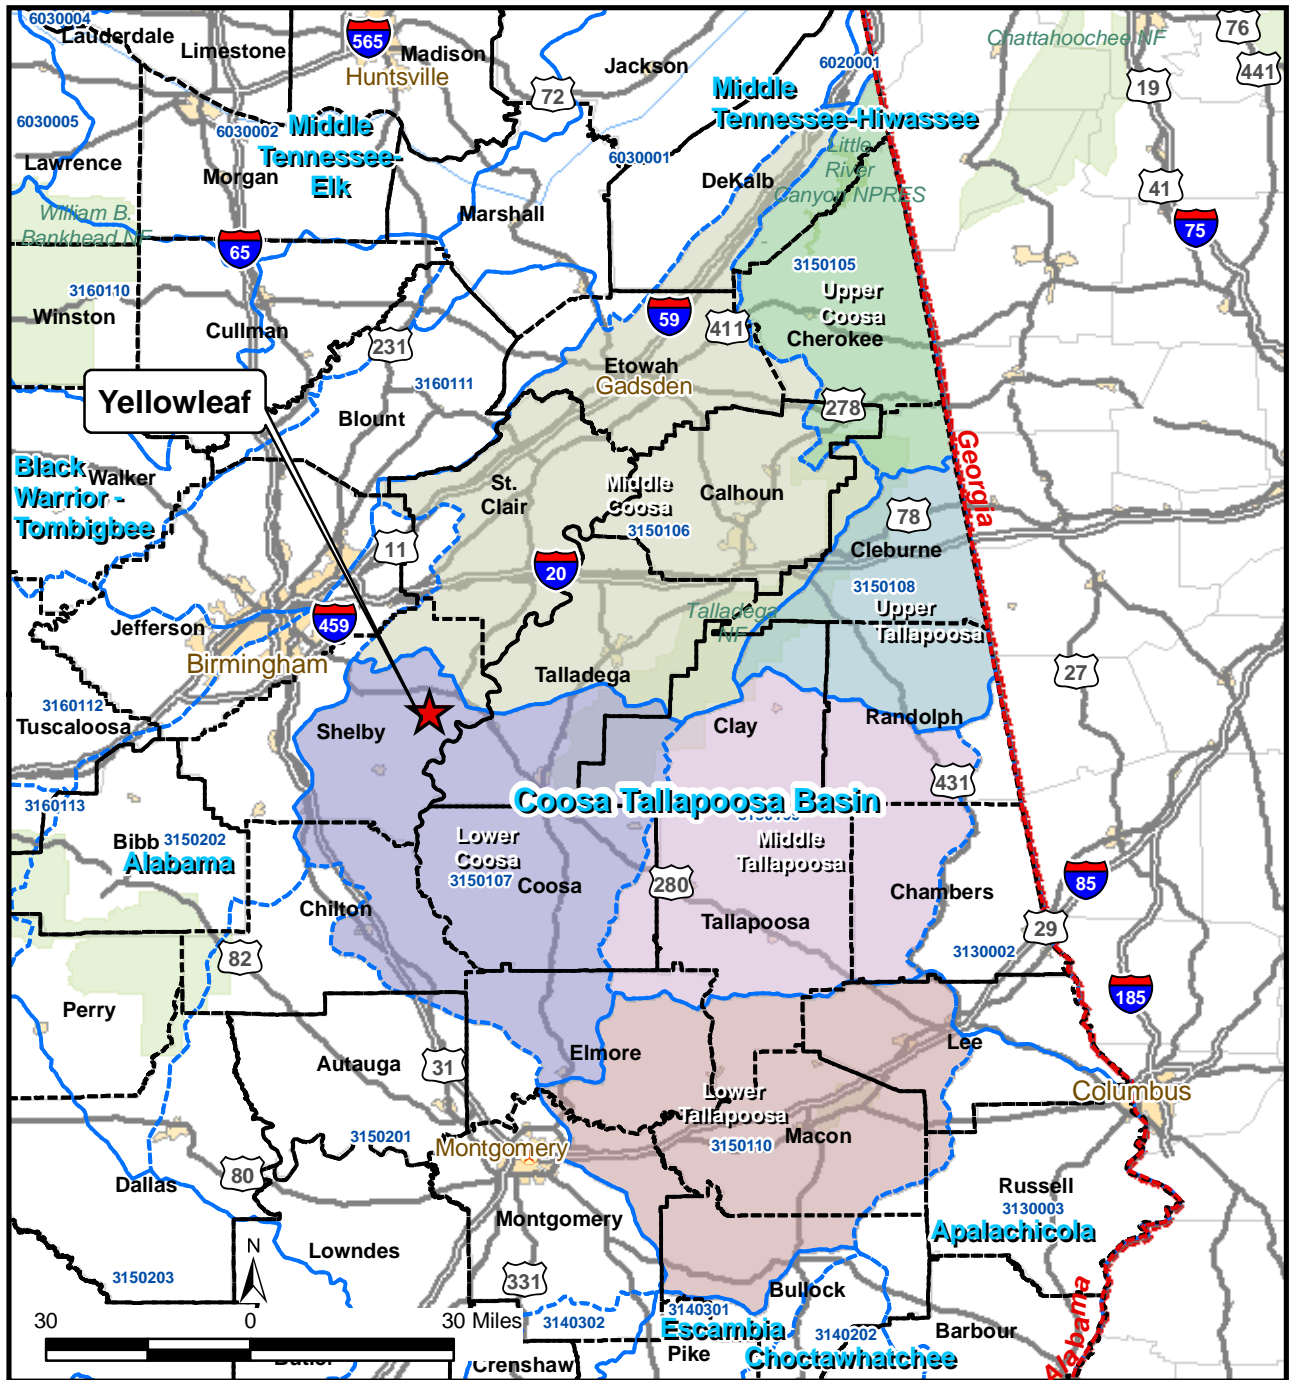 6030004
Lauderdale
Limestone
565
Madison
Huntsville
Jackson
72
6020001
Chattahoochee NF
76
441
19
Middle
Tennessee-Hiwassee
6030005
6030002
Middle
Tennessee-
Elk
Lawrence
Morgan
6030001
DeKalb
Little
River
Canyon NPRES
41
75
William B.
Bankhead NF
Marshall
65
3160110
Winston
Cullman
231
59
411
3150105
Upper
Coosa
Cherokee
Etowah
Gadsden
3160111
278
Yellowleaf
Blount
Black
Warrior -
Tombigbee
Walker
St.
Clair
Middle
Coosa
3150106
Calhoun
Georgia
78
Cleburne
11
20
3150108
Upper
Tallapoosa
Talladega
NF
Jefferson
459
Birmingham
Talladega
27
3160112
Tuscaloosa
Shelby
Clay
Randolph
431
Coosa Tallapoosa Basin
3160113
Bibb
3150202
Alabama
Lower
Coosa
3150107
Coosa
Middle
Tallapoosa
280
85
Chilton
Chambers
Tallapoosa
29
82
3130002
185
Perry
Autauga
31
Elmore
Lee
Columbus
Lower
Tallapoosa
3150110
Macon
3150201
Montgomery
80
Dallas
Russell
3130003
Apalachicola
Montgomery
Lowndes
N
331
3150203
Bullock
Alabama
30
0
30 Miles
3140302
3140301
Escambia
Pike
3140202
Choctawhatchee
Barbour
Butler
Crenshaw